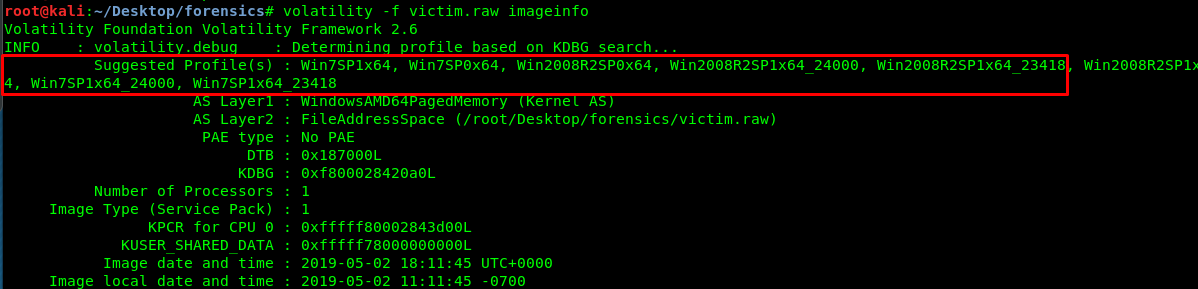 root@kali:~/Desktop/forensics# volatility -f victim.raw imageinfo
Volatility Foundation Volatility Framework 2.6
INFO    : volatility.debug    : Determining profile based on KDBG search...
          Suggested Profile(s) : Win7SP1x64, Win7SP0x64, Win2008R2SP0x64, Win2008R2SP1x64_24000, Win2008R2SP1x64_23418, Win2008R2SP1x
4, Win7SP1x64_24000, Win7SP1x64_23418
                     AS Layer1 : WindowsAMD64PagedMemory (Kernel AS)
                     AS Layer2 : FileAddressSpace (/root/Desktop/forensics/victim.raw)
                      PAE type : No PAE
                           DTB : 0x187000L
                          KDBG : 0xf800028420a0L
          Number of Processors : 1
     Image Type (Service Pack) : 1
                KPCR for CPU 0 : 0xfffff80002843d00L
             KUSER_SHARED_DATA : 0xfffff78000000000L
           Image date and time : 2019-05-02 18:11:45 UTC+0000
     Image local date and time : 2019-05-02 11:11:45 -0700